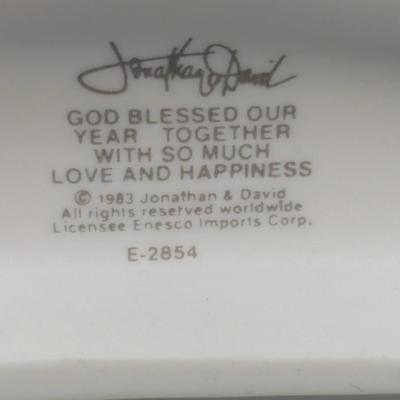 Jonathan & David
GOD BLESSED OUR
YEAR TOGETHER
WITH SO MUCH
LOVE AND HAPPINESS
© 1983 Jonathan & David
All rights reserved worldwide
Licensee Enesco Imports Corp.
E-2854